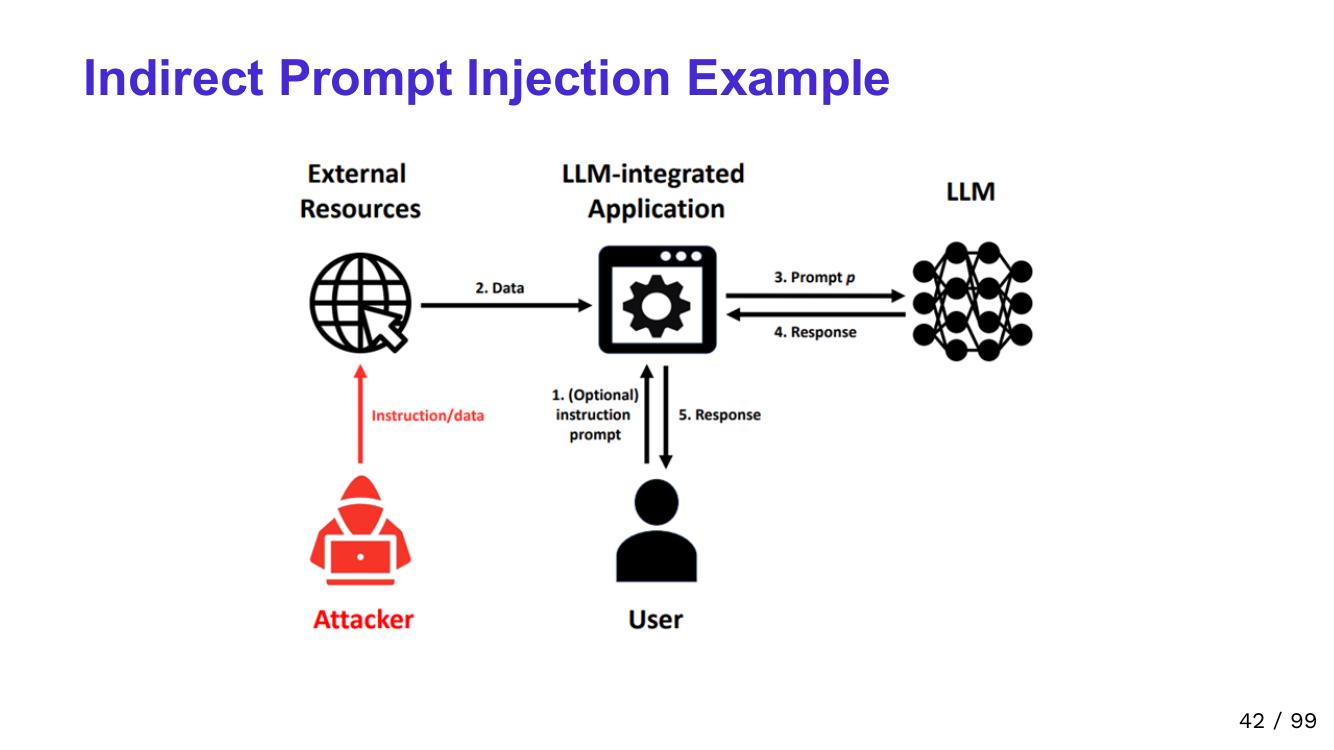 Indirect Prompt Injection Example
External
Resources
LLM-integrated
Application
LLM
2. Data
3. Prompt p
4. Response
Instruction/data
1. (Optional)
instruction
prompt
5. Response
Attacker
User
42 / 99